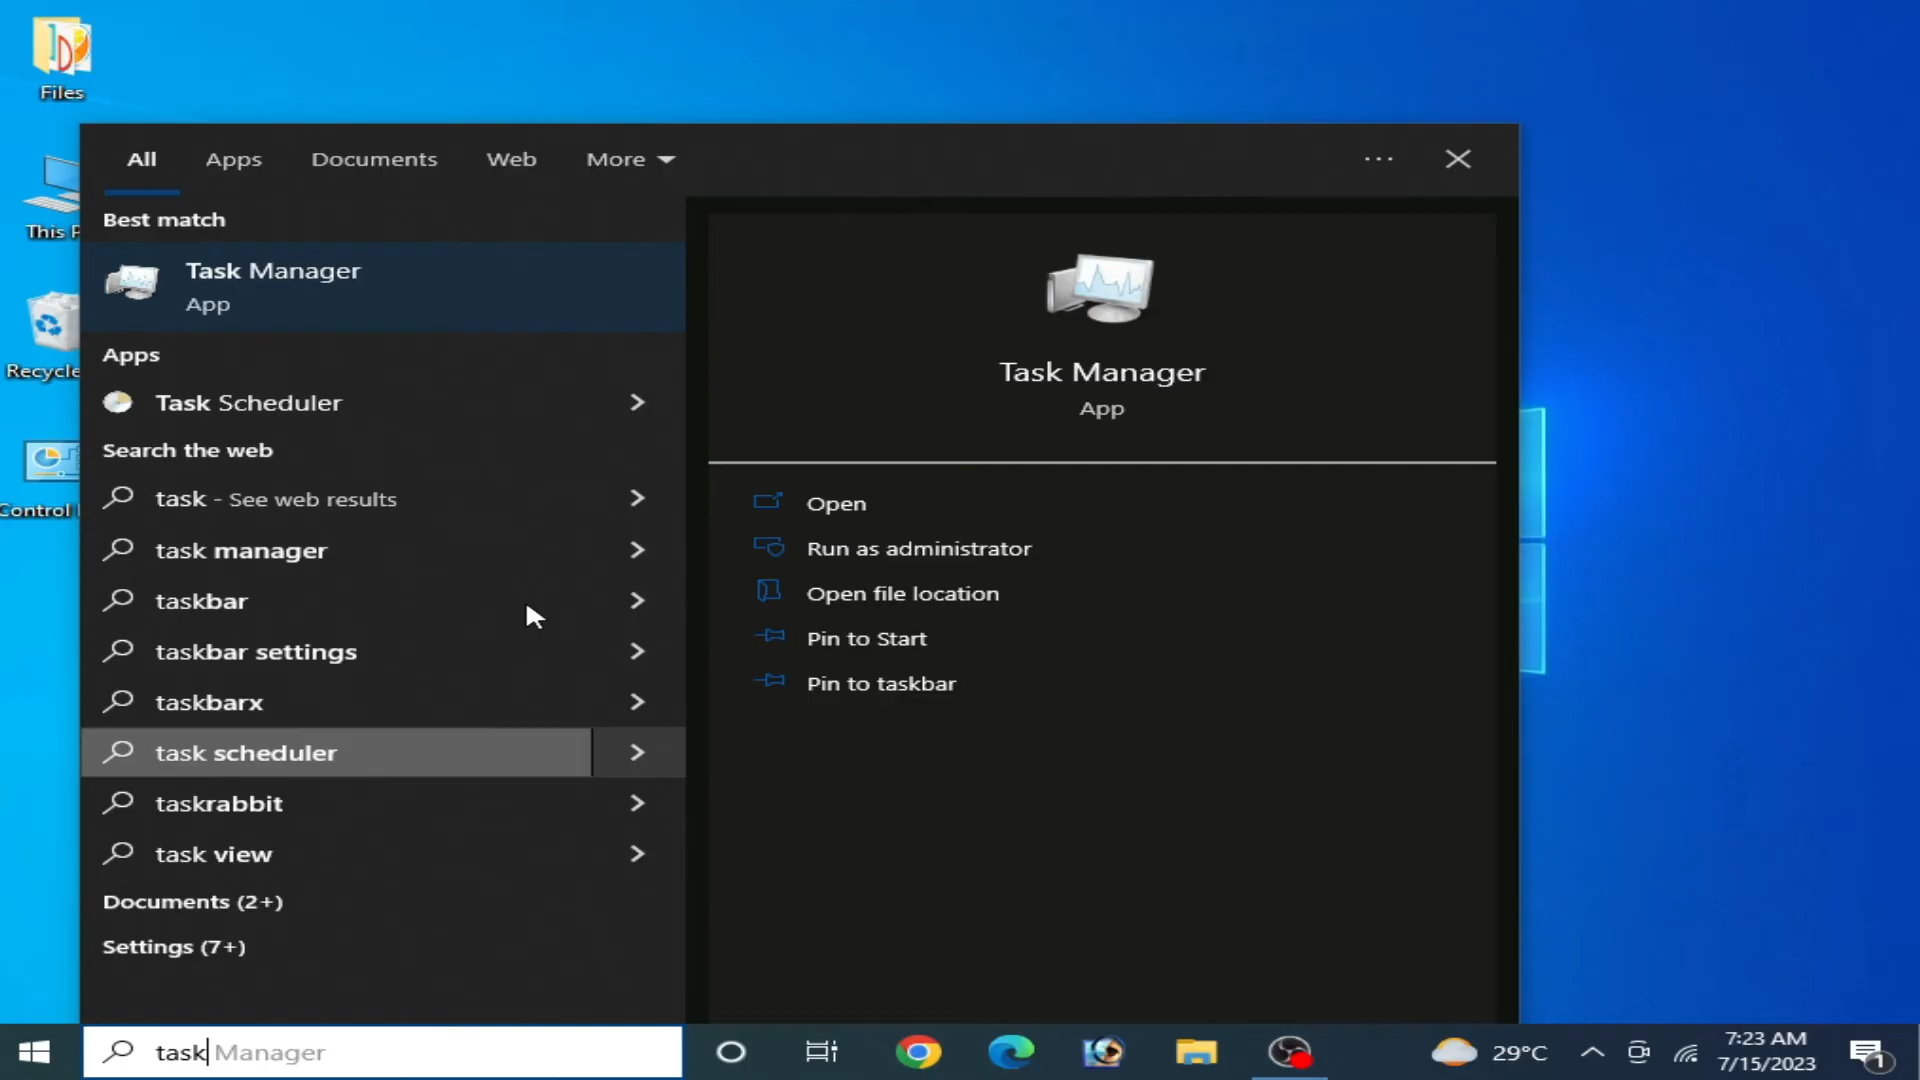 Files
This P
Recycle
Control
All Apps Documents Web More
Best match
Task Manager
App
Apps
Task Scheduler
Search the web
task - See web results
task manager
taskbar
taskbar settings
taskbarx
task scheduler
taskrabbit
task view
Documents (2+)
Settings (7+)
Task Manager
App
Open
Run as administrator
Open file location
Pin to Start
Pin to taskbar
task Manager
29°C
7:23 AM
7/15/2023
1